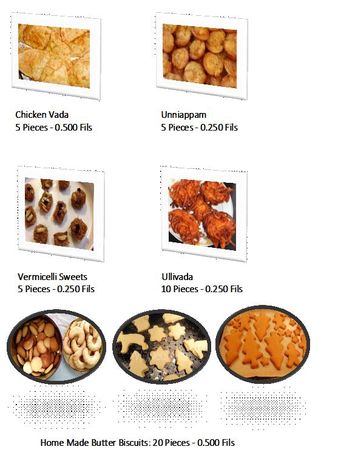 Chicken Vada
5 Pieces - 0.500 Fils
Unniappam
5 Pieces - 0.250 Fils
Vermicelli Sweets
5 Pieces - 0.250 Fils
Ullivada
10 Pieces - 0.250 Fils
Home Made Butter Biscuits: 20 Pieces - 0.500 Fils